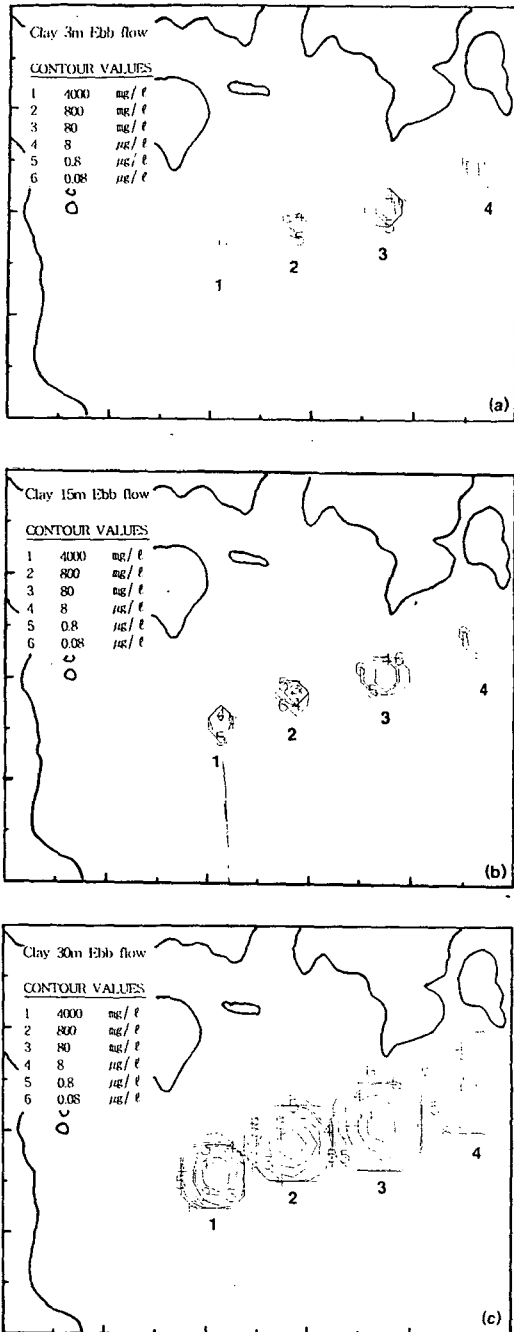 Clay 3m Ebb flow
CONTOUR VALUES
1 4000 mg/ℓ
2 800 mg/ℓ
3 80 mg/ℓ
4 8 µg/ℓ
5 0.8 µg/ℓ
6 0.08 µg/ℓ
1
2
3
4
(a)
Clay 15m Ebb flow
CONTOUR VALUES
1 4000 mg/ℓ
2 800 mg/ℓ
3 80 mg/ℓ
4 8 µg/ℓ
5 0.8 µg/ℓ
6 0.08 µg/ℓ
1
2
3
4
(b)
Clay 30m Ebb flow
CONTOUR VALUES
1 4000 mg/ℓ
2 800 mg/ℓ
3 80 mg/ℓ
4 8 µg/ℓ
5 0.8 µg/ℓ
6 0.08 µg/ℓ
1
2
3
4
(c)